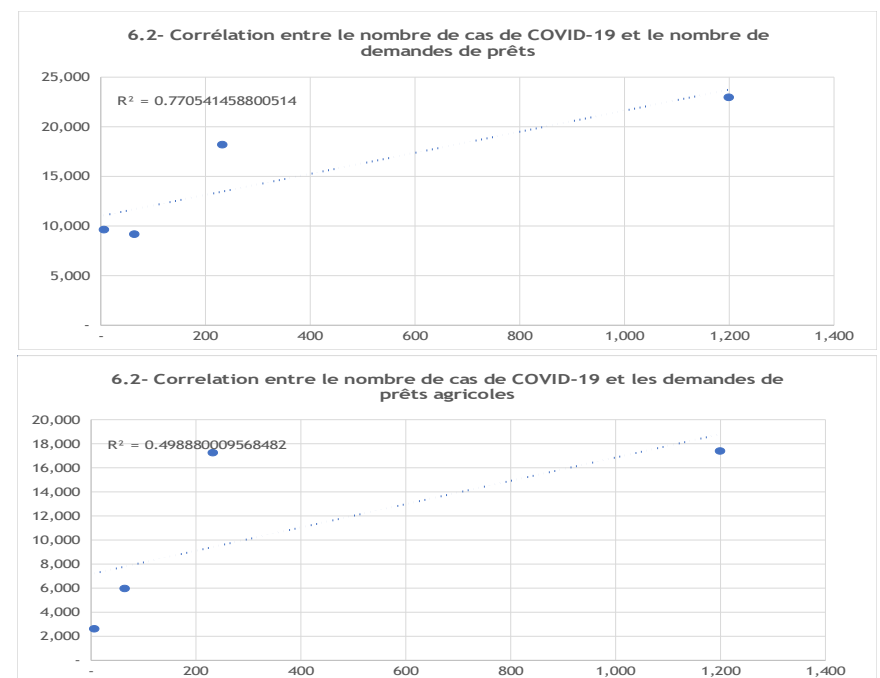 6.2- Corrélation entre le nombre de cas de COVID-19 et le nombre de
demandes de prêts
25,000
R² = 0.770541458800514
20,000
15,000
10,000
5,000
-
- 200 400 600 800 1,000 1,200 1,400
6.2- Correlation entre le nombre de cas de COVID-19 et les demandes de
prêts agricoles
20,000
18,000
R² = 0.498880009568482
16,000
14,000
12,000
10,000
8,000
6,000
4,000
2,000
-
- 200 400 600 800 1,000 1,200 1,400